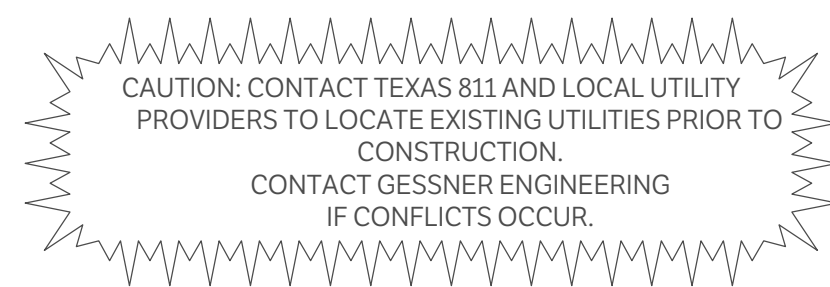 CAUTION: CONTACT TEXAS 811 AND LOCAL UTILITY
PROVIDERS TO LOCATE EXISTING UTILITIES PRIOR TO
CONSTRUCTION.
CONTACT GESSNER ENGINEERING
IF CONFLICTS OCCUR.